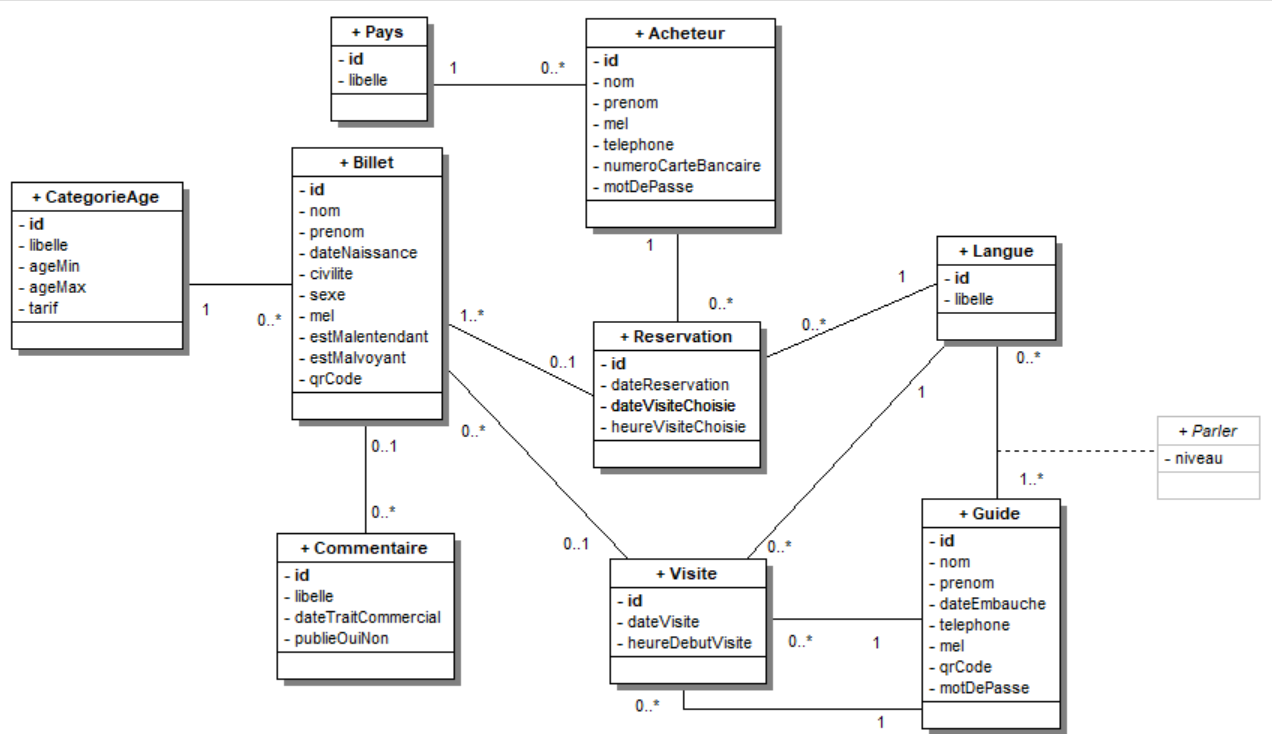 + Pays
- id
- libelle
1
0..*
+ Acheteur
- id
- nom
- prenom
- mel
- telephone
- numeroCarteBancaire
- motDePasse
+ CategorieAge
- id
- libelle
- ageMin
- ageMax
- tarif
1
0..*
+ Billet
- id
- nom
- prenom
- dateNaissance
- civilite
- sexe
- mel
- estMalentendant
- estMalvoyant
- qrCode
1..*
0..1
1
0..*
+ Reservation
- id
- dateReservation
- dateVisiteChoisie
- heureVisiteChoisie
0..*
1
+ Langue
- id
- libelle
0..*
1
1..*
+ Parler
- niveau
0..*
0..1
0..1
0..*
+ Commentaire
- id
- libelle
- dateTraitCommercial
- publieOuiNon
0..*
+ Visite
- id
- dateVisite
- heureDebutVisite
0..*
1
0..*
1
+ Guide
- id
- nom
- prenom
- dateEmbauche
- telephone
- mel
- qrCode
- motDePasse